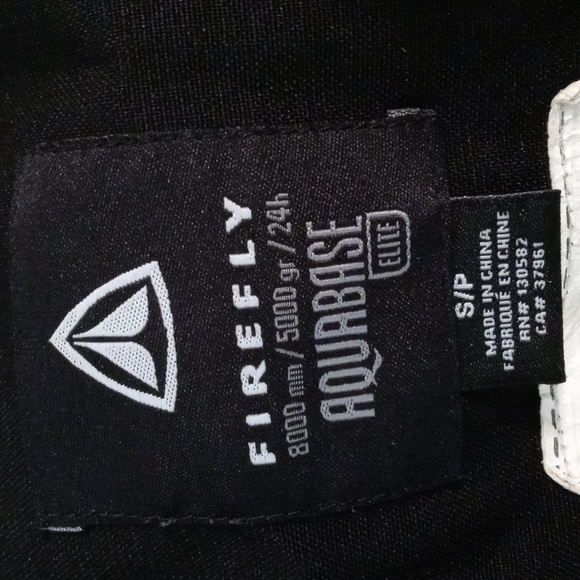 FIREFLY
8000 mm / 5000 gr / 24h
AQUABASE
ELITE
S/P
MADE IN CHINA
FABRIQUÉ EN CHINE
RN# 130582
CA# 37961